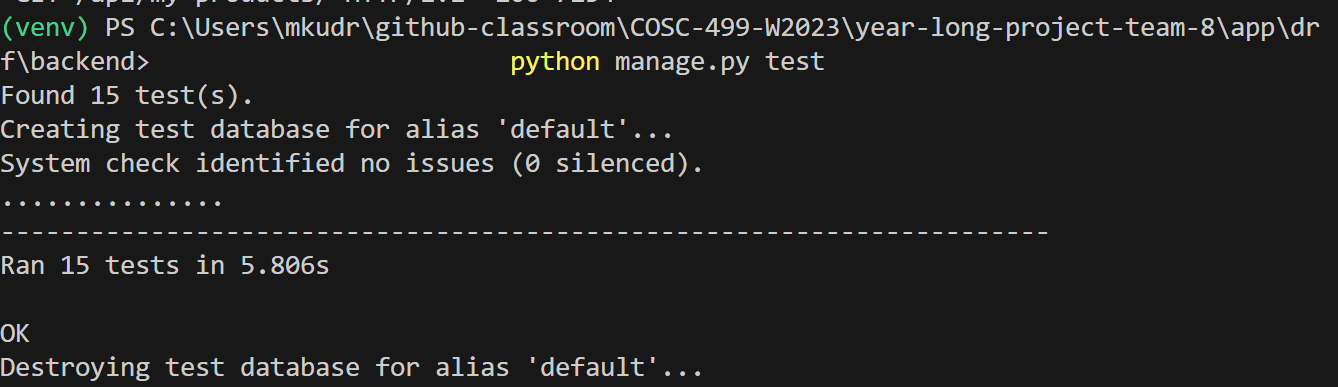 (venv) PS C:\Users\mkudr\github-classroom\COSC-499-W2023\year-long-project-team-8\app\dr
f\backend> python manage.py test
Found 15 test(s).
Creating test database for alias 'default'...
System check identified no issues (0 silenced).
...............
----------------------------------------------------------------------
Ran 15 tests in 5.806s
OK
Destroying test database for alias 'default'...